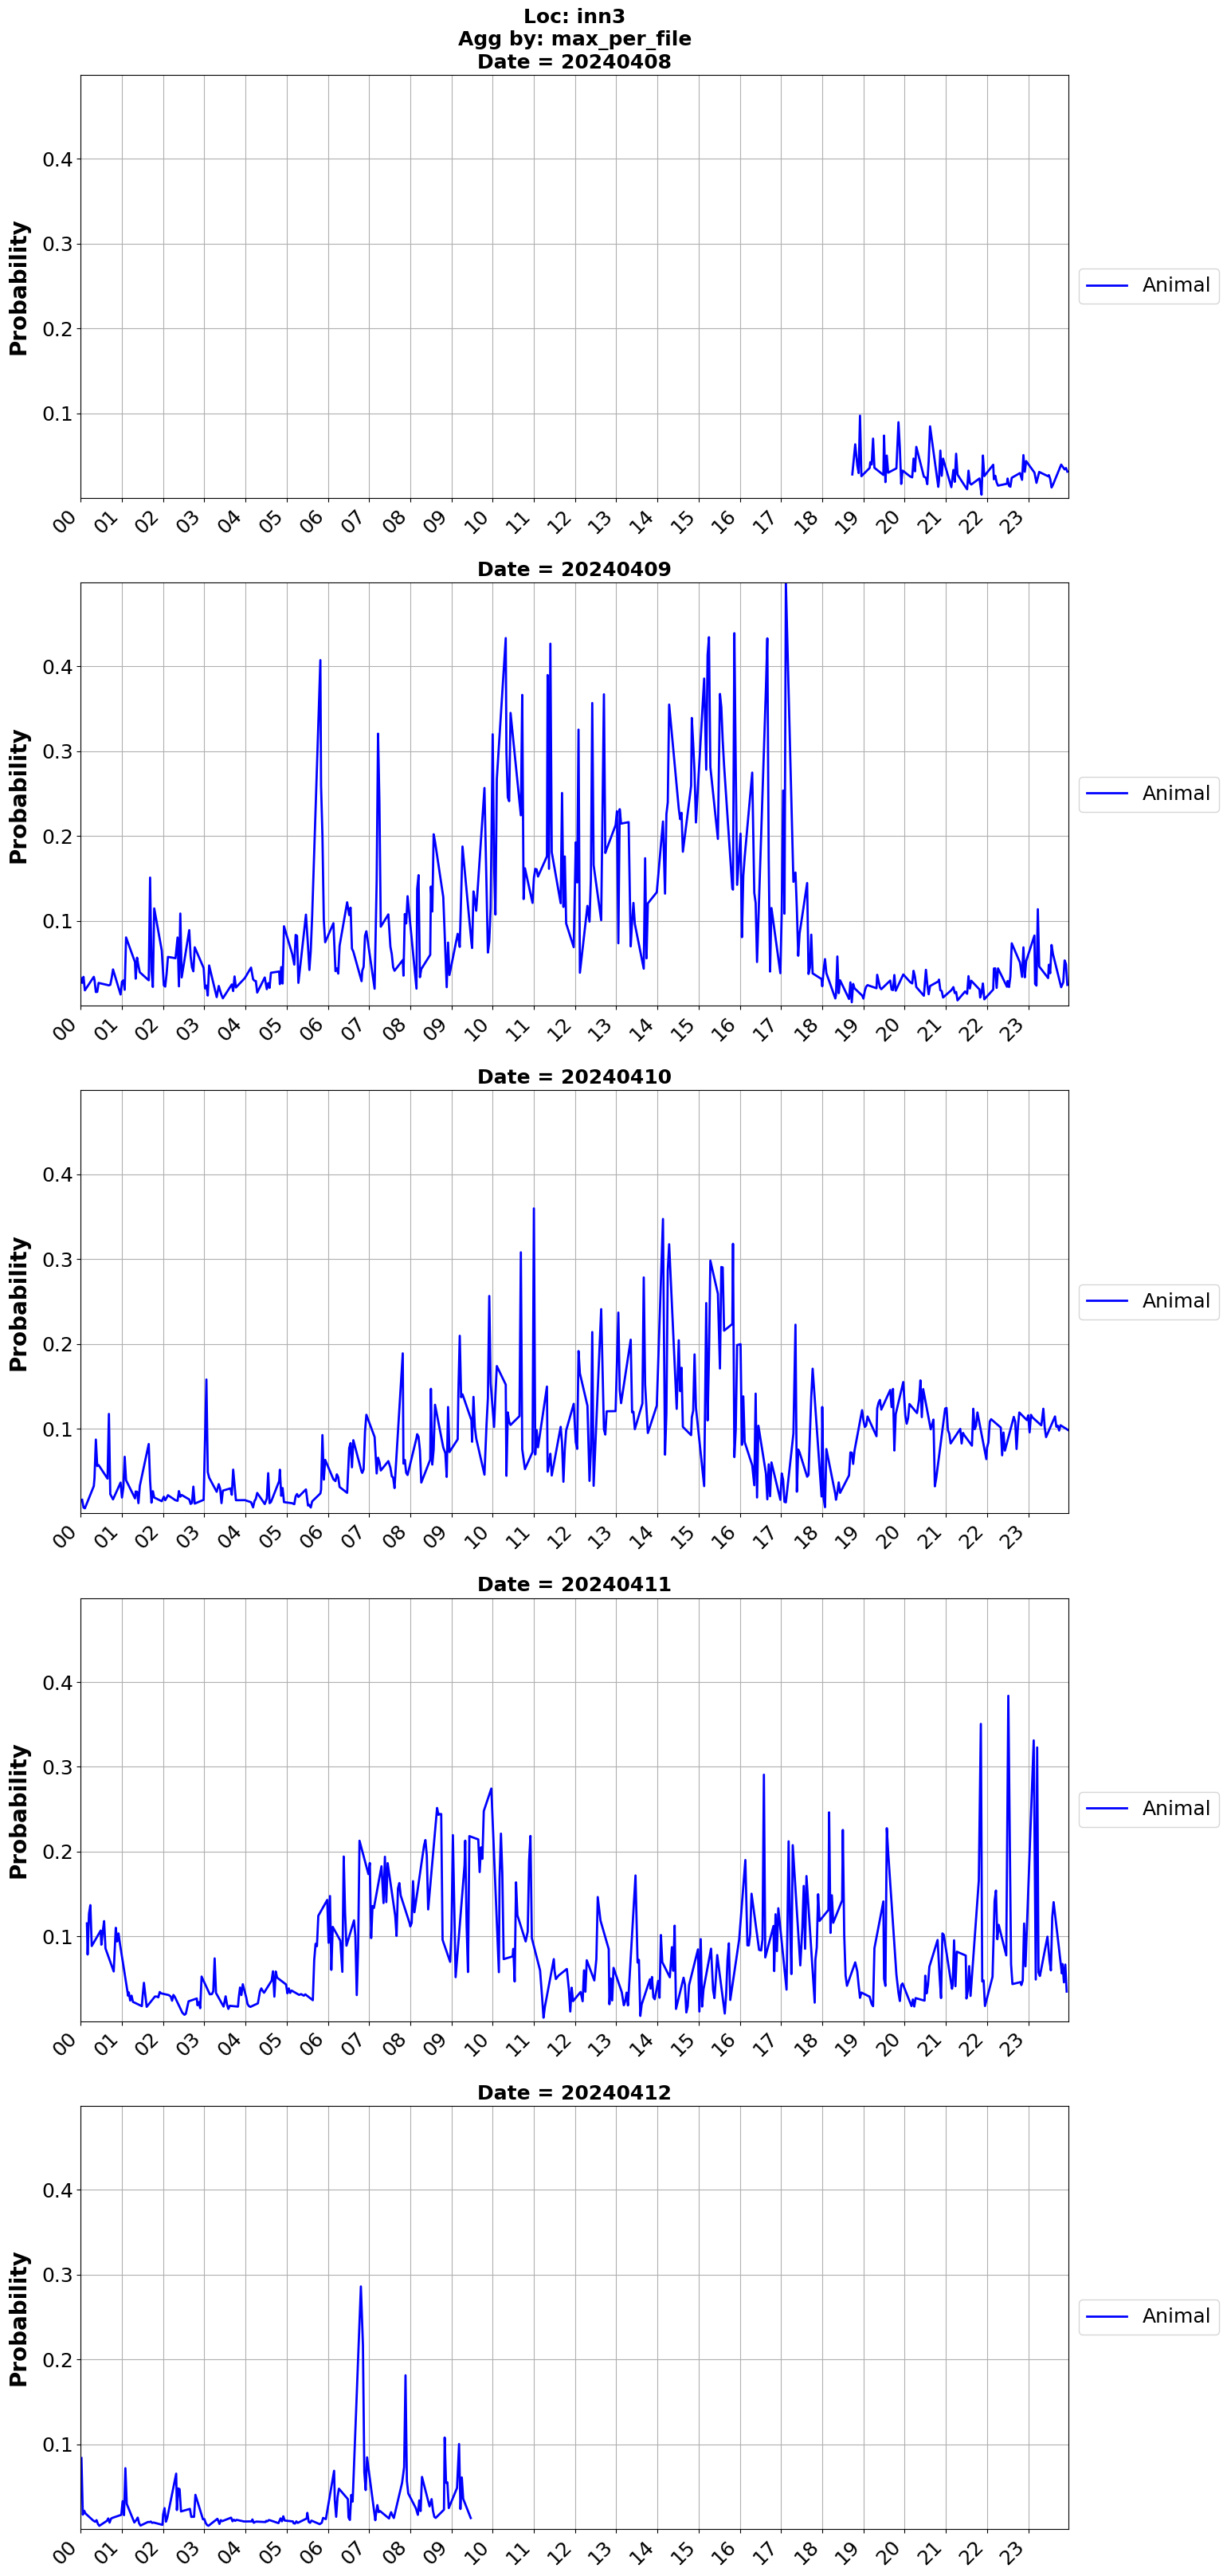 Loc: inn3
Agg by: max_per_file
Date = 20240408
Probability
0.4
0.3
0.2
0.1
00 01 02 03 04 05 06 07 08 09 10 11 12 13 14 15 16 17 18 19 20 21 22 23
Animal
Date = 20240409
Probability
0.4
0.3
0.2
0.1
00 01 02 03 04 05 06 07 08 09 10 11 12 13 14 15 16 17 18 19 20 21 22 23
Animal
Date = 20240410
Probability
0.4
0.3
0.2
0.1
00 01 02 03 04 05 06 07 08 09 10 11 12 13 14 15 16 17 18 19 20 21 22 23
Animal
Date = 20240411
Probability
0.4
0.3
0.2
0.1
00 01 02 03 04 05 06 07 08 09 10 11 12 13 14 15 16 17 18 19 20 21 22 23
Animal
Date = 20240412
Probability
0.4
0.3
0.2
0.1
00 01 02 03 04 05 06 07 08 09 10 11 12 13 14 15 16 17 18 19 20 21 22 23
Animal